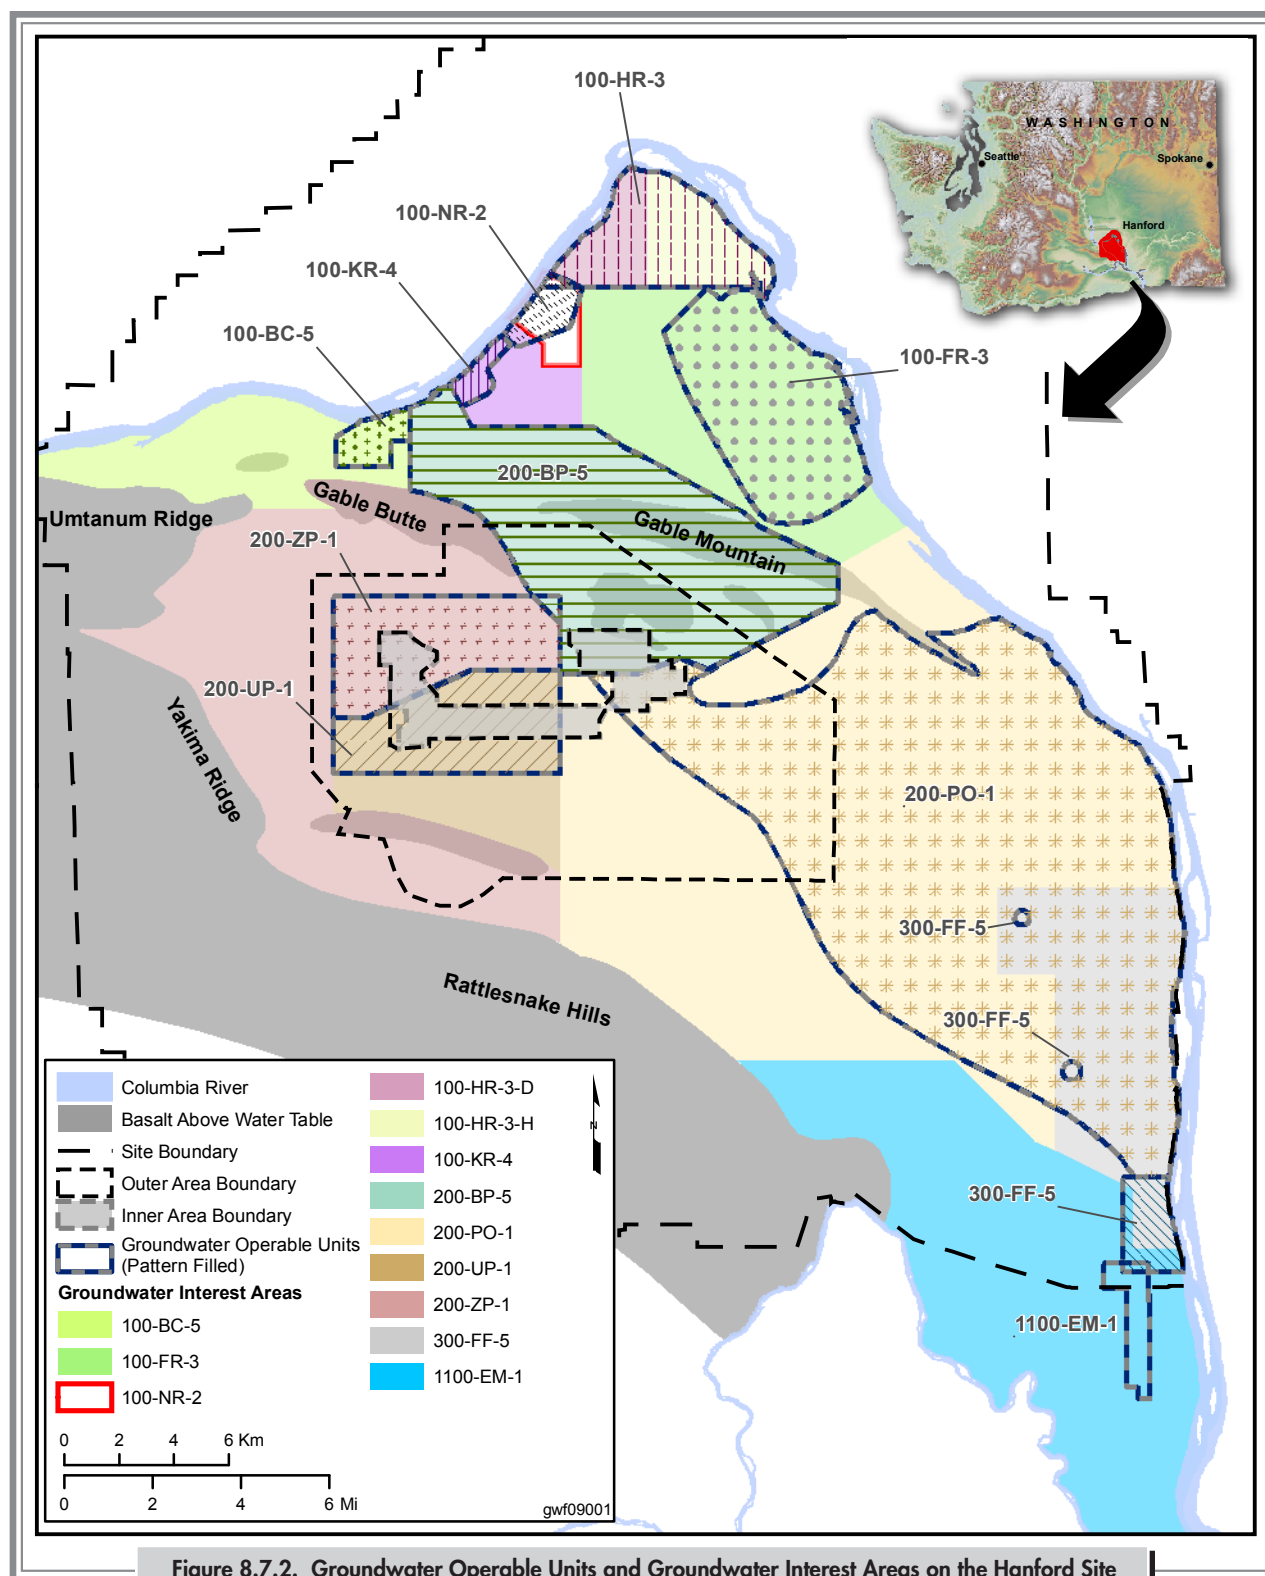 100-HR-3
WASHINGTON
Seattle
Spokane
100-NR-2
Hanford
100-KR-4
100-BC-5
100-FR-3
200-BP-5
Gable Butte
Umtanum Ridge
Gable Mountain
200-ZP-1
200-UP-1
Yakima Ridge
200-PO-1
300-FF-5
Rattlesnake Hills
300-FF-5
300-FF-5
1100-EM-1
Columbia River
Basalt Above Water Table
Site Boundary
Outer Area Boundary
Inner Area Boundary
Groundwater Operable Units
(Pattern Filled)
Groundwater Interest Areas
100-BC-5
100-FR-3
100-NR-2
100-HR-3-D
100-HR-3-H
100-KR-4
200-BP-5
200-PO-1
200-UP-1
200-ZP-1
300-FF-5
1100-EM-1
N
0 2 4 6 Km
0 2 4 6 Mi
gwf09001
Figure 8.7.2. Groundwater Operable Units and Groundwater Interest Areas on the Hanford Site